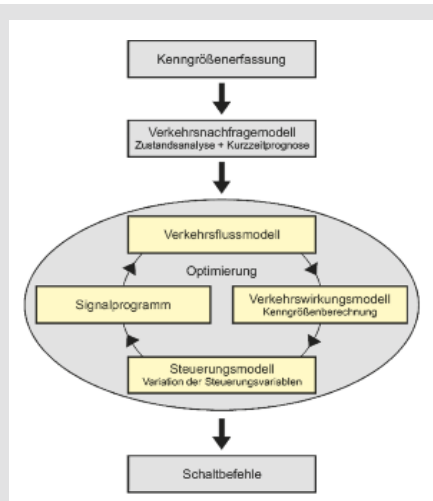 Kenngrößenerfassung
Verkehrsnachfragemodell
Zustandsanalyse + Kurzzeitprognose
Verkehrsflussmodell
Optimierung
Signalprogramm
Verkehrswirkungsmodell
Kenngrößenberechnung
Steuerungsmodell
Variation der Steuerungsvariablen
Schaltbefehle